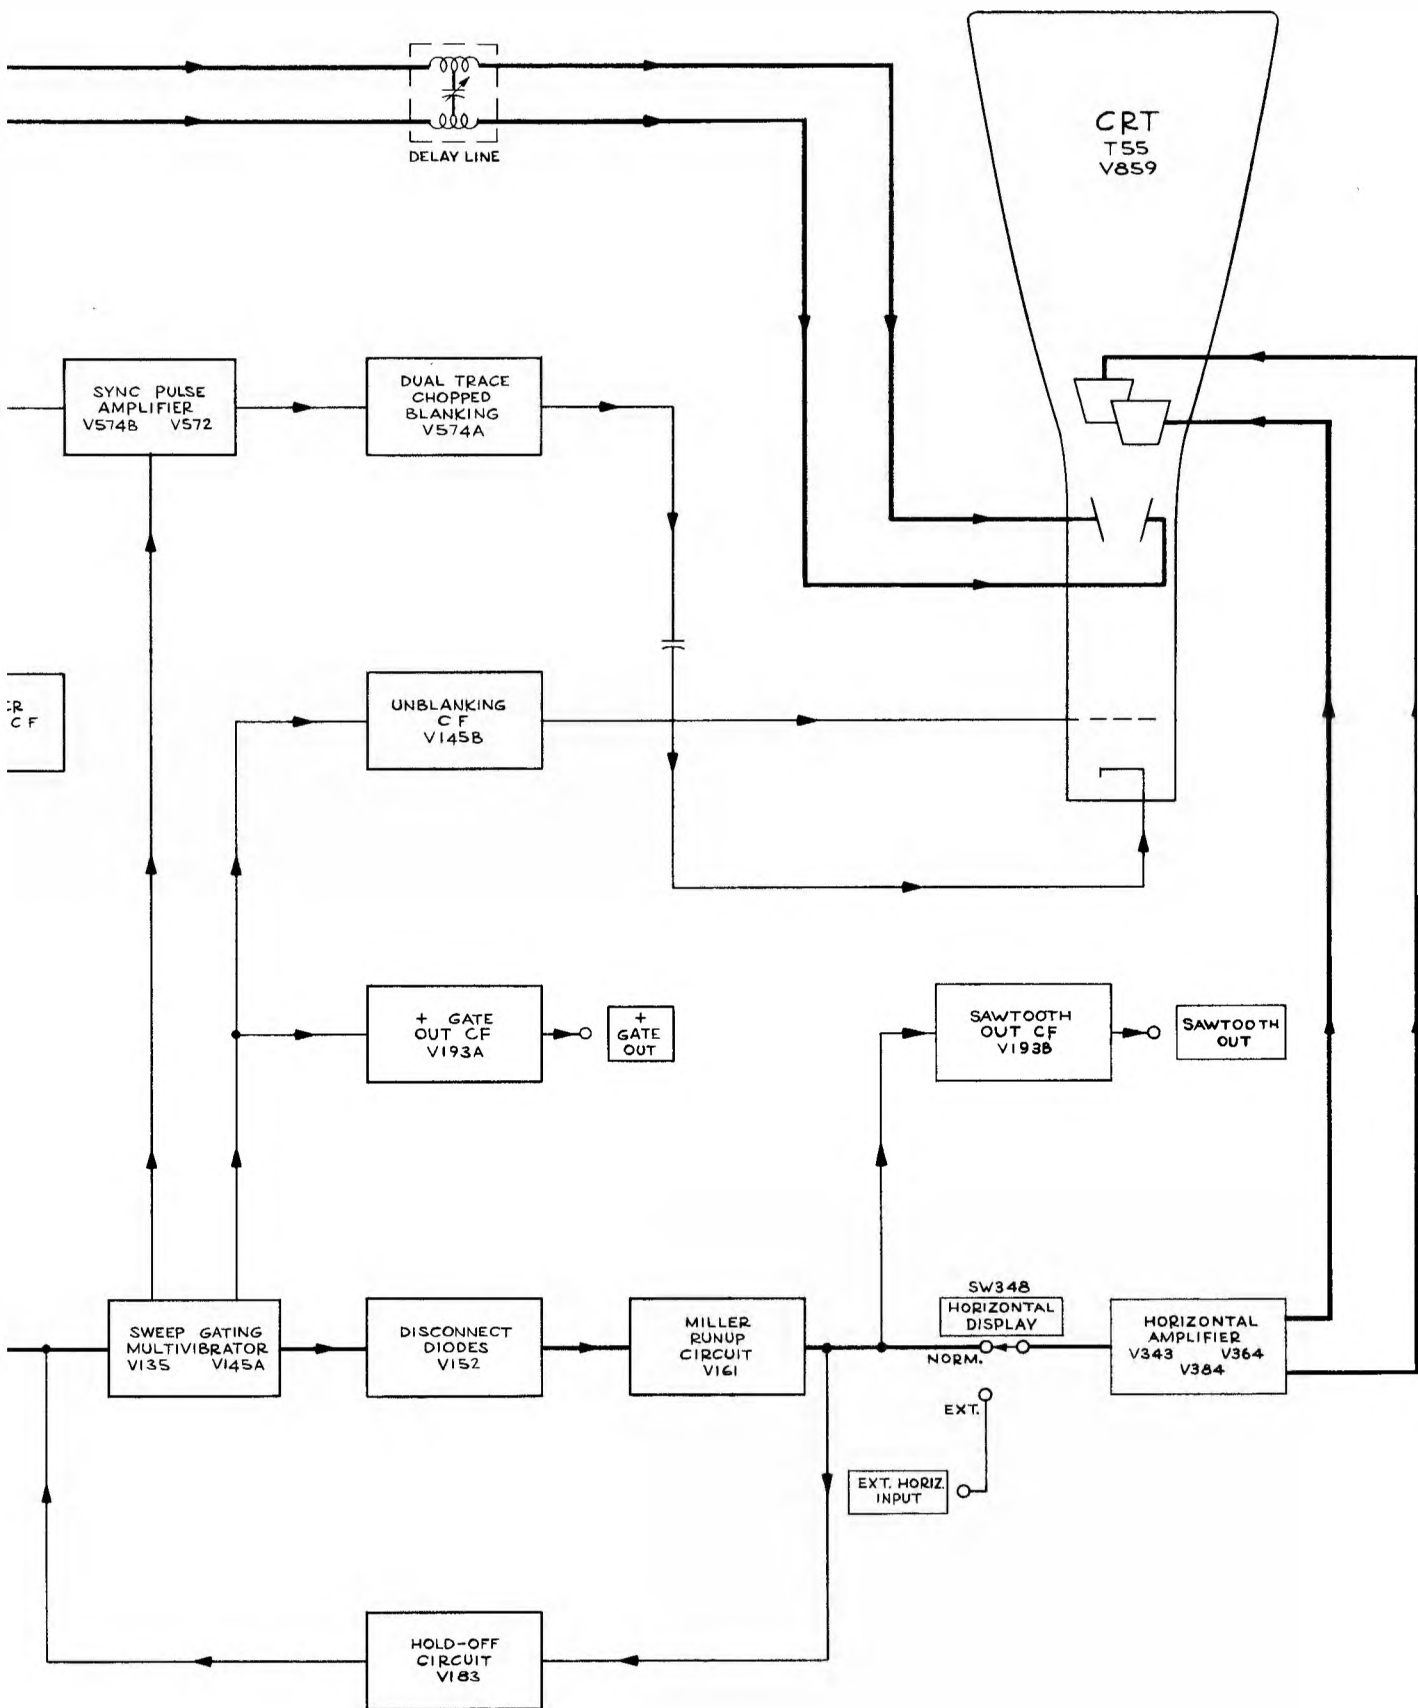 DELAY LINE
CRT
T55
V859
SYNC PULSE
AMPLIFIER
V574B V572
DUAL TRACE
CHOPPED
BLANKING
V574A
ER
CF
UNBLANKING
CF
V145B
+ GATE
OUT CF
V193A
+
GATE
OUT
SAWTOOTH
OUT CF
V193B
SAWTOOTH
OUT
SWEEP GATING
MULTIVIBRATOR
V135 V145A
DISCONNECT
DIODES
V152
MILLER
RUNUP
CIRCUIT
V161
SW348
HORIZONTAL
DISPLAY
NORM.
EXT.
EXT. HORIZ.
INPUT
HORIZONTAL
AMPLIFIER
V343 V364
V384
HOLD-OFF
CIRCUIT
V183